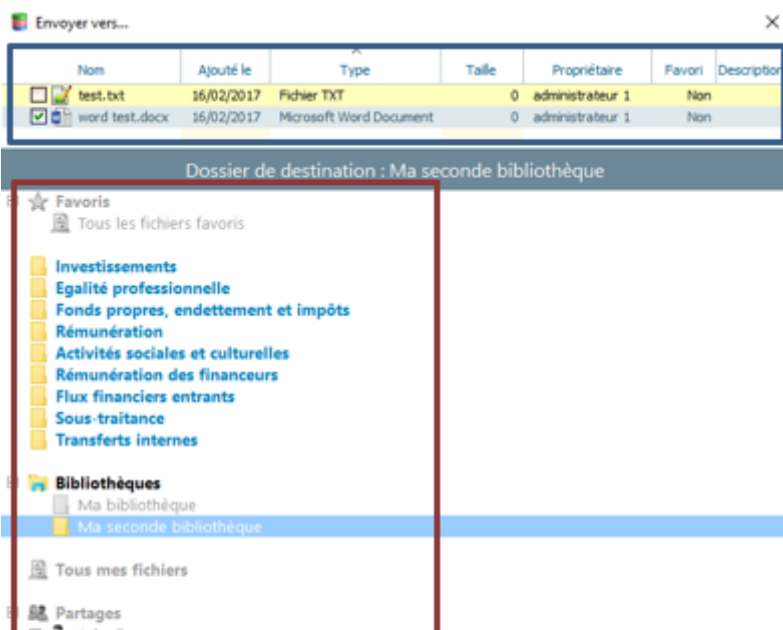 Envoyer vers...
Nom Ajouté le Type Taille Propriétaire Favori Description
test.txt 16/02/2017 Fichier TXT 0 administrateur 1 Non
word test.docx 16/02/2017 Microsoft Word Document 0 administrateur 1 Non
Dossier de destination : Ma seconde bibliothèque
Favoris
Tous les fichiers favoris
Investissements
Egalité professionnelle
Fonds propres, endettement et impôts
Rémunération
Activités sociales et culturelles
Rémunération des financeurs
Flux financiers entrants
Sous-traitance
Transferts internes
Bibliothèques
Ma bibliothèque
Ma seconde bibliothèque
Tous mes fichiers
Partages